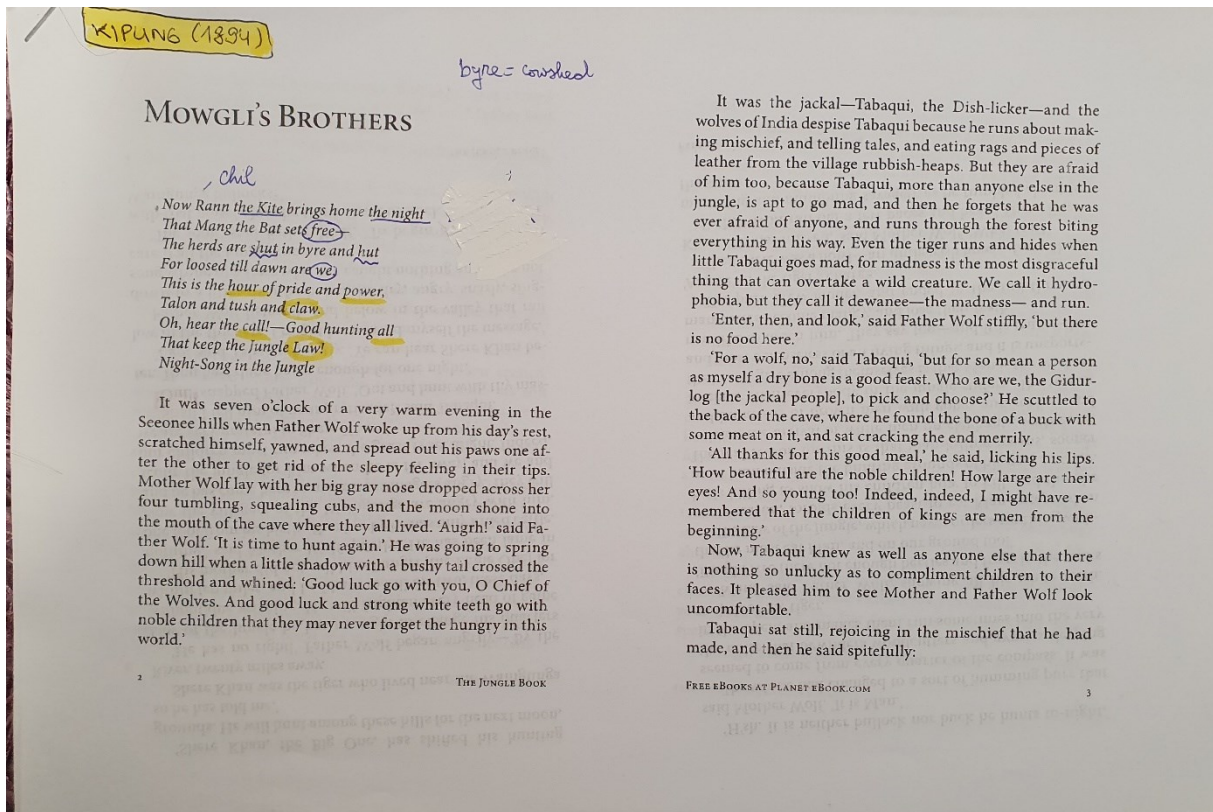 KIPLING (1894)
byre = cowshed
MOWGLI'S BROTHERS
, chil
Now Rann the Kite brings home the night
That Mang the Bat sets free—
The herds are shut in byre and hut
For loosed till dawn are we.
This is the hour of pride and power,
Talon and tush and claw.
Oh, hear the call!—Good hunting all
That keep the Jungle Law!
Night-Song in the Jungle
It was seven o'clock of a very warm evening in the
Seeonee hills when Father Wolf woke up from his day's rest,
scratched himself, yawned, and spread out his paws one af-
ter the other to get rid of the sleepy feeling in their tips.
Mother Wolf lay with her big gray nose dropped across her
four tumbling, squealing cubs, and the moon shone into
the mouth of the cave where they all lived. 'Augrh!' said Fa-
ther Wolf. 'It is time to hunt again.' He was going to spring
down hill when a little shadow with a bushy tail crossed the
threshold and whined: 'Good luck go with you, O Chief of
the Wolves. And good luck and strong white teeth go with
noble children that they may never forget the hungry in this
world.'
2
THE JUNGLE BOOK
It was the jackal—Tabaqui, the Dish-licker—and the
wolves of India despise Tabaqui because he runs about mak-
ing mischief, and telling tales, and eating rags and pieces of
leather from the village rubbish-heaps. But they are afraid
of him too, because Tabaqui, more than anyone else in the
jungle, is apt to go mad, and then he forgets that he was
ever afraid of anyone, and runs through the forest biting
everything in his way. Even the tiger runs and hides when
little Tabaqui goes mad, for madness is the most disgraceful
thing that can overtake a wild creature. We call it hydro-
phobia, but they call it dewanee—the madness— and run.
'Enter, then, and look,' said Father Wolf stiffly, 'but there
is no food here.'
'For a wolf, no,' said Tabaqui, 'but for so mean a person
as myself a dry bone is a good feast. Who are we, the Gidur-
log [the jackal people], to pick and choose?' He scuttled to
the back of the cave, where he found the bone of a buck with
some meat on it, and sat cracking the end merrily.
'All thanks for this good meal,' he said, licking his lips.
'How beautiful are the noble children! How large are their
eyes! And so young too! Indeed, indeed, I might have re-
membered that the children of kings are men from the
beginning.'
Now, Tabaqui knew as well as anyone else that there
is nothing so unlucky as to compliment children to their
faces. It pleased him to see Mother and Father Wolf look
uncomfortable.
Tabaqui sat still, rejoicing in the mischief that he had
made, and then he said spitefully:
FREE EBOOKS AT PLANET EBOOK.COM
3